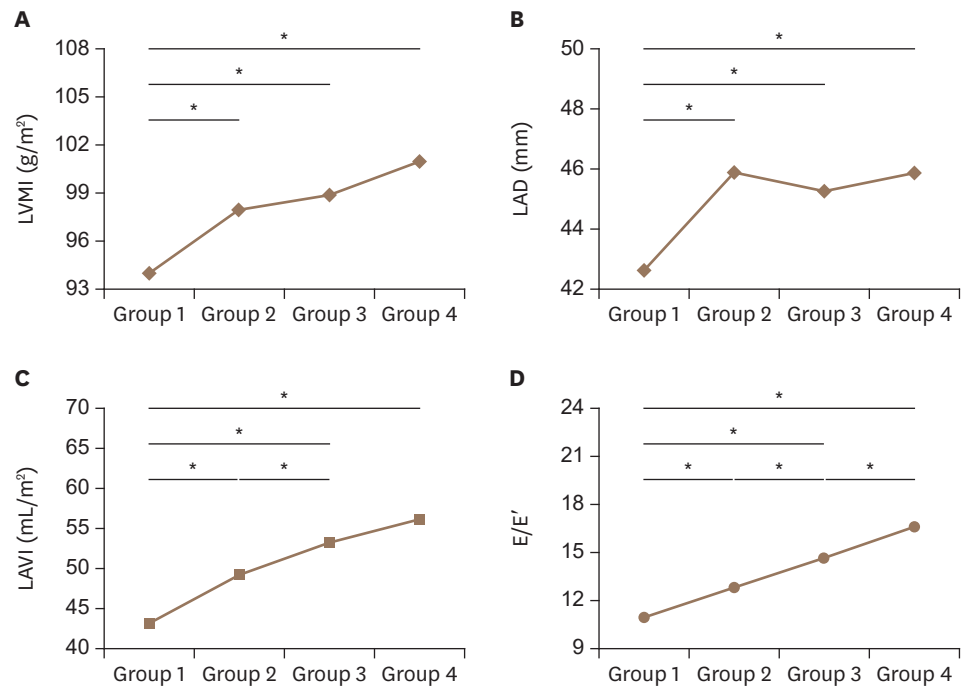 A
LVMI (g/m²)
108
105
102
99
96
93
*
*
*
Group 1 Group 2 Group 3 Group 4
B
LAD (mm)
50
48
46
44
42
*
*
*
Group 1 Group 2 Group 3 Group 4
C
LAVI (mL/m²)
70
65
60
55
50
45
40
*
*
* *
Group 1 Group 2 Group 3 Group 4
D
E/E′
24
21
18
15
12
9
*
*
* * *
Group 1 Group 2 Group 3 Group 4